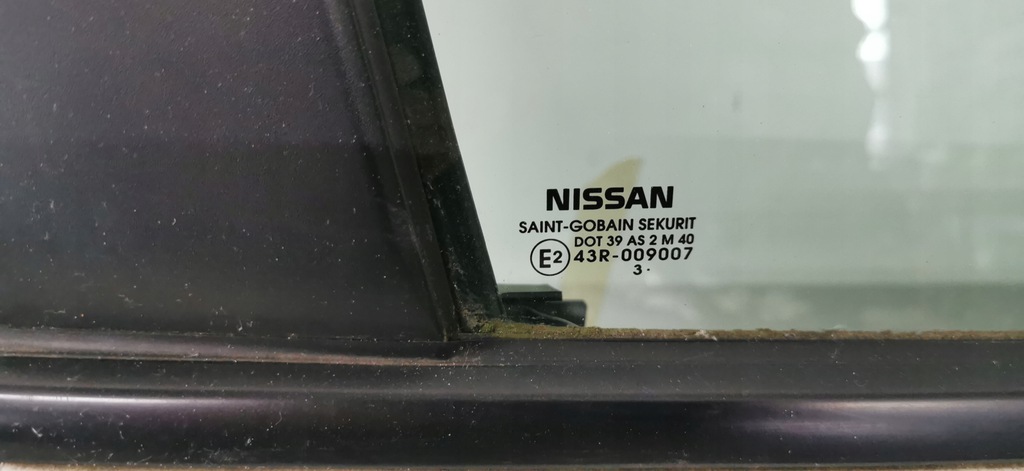 NISSAN
SAINT-GOBAIN SEKURIT
DOT 39 AS 2 M 40
E2 43R-009007
3 .